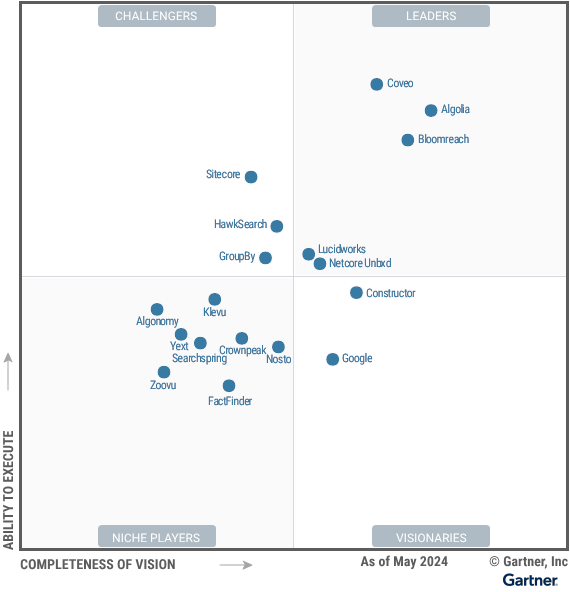 CHALLENGERS
LEADERS
Coveo
Algolia
Bloomreach
Sitecore
HawkSearch
GroupBy
Lucidworks
Netcore Unbxd
Constructor
Klevu
Algonomy
Yext
Searchspring
Crownpeak
Nosto
Google
Zoovu
FactFinder
ABILITY TO EXECUTE
NICHE PLAYERS
VISIONARIES
COMPLETENESS OF VISION
As of May 2024
© Gartner, Inc
Gartner